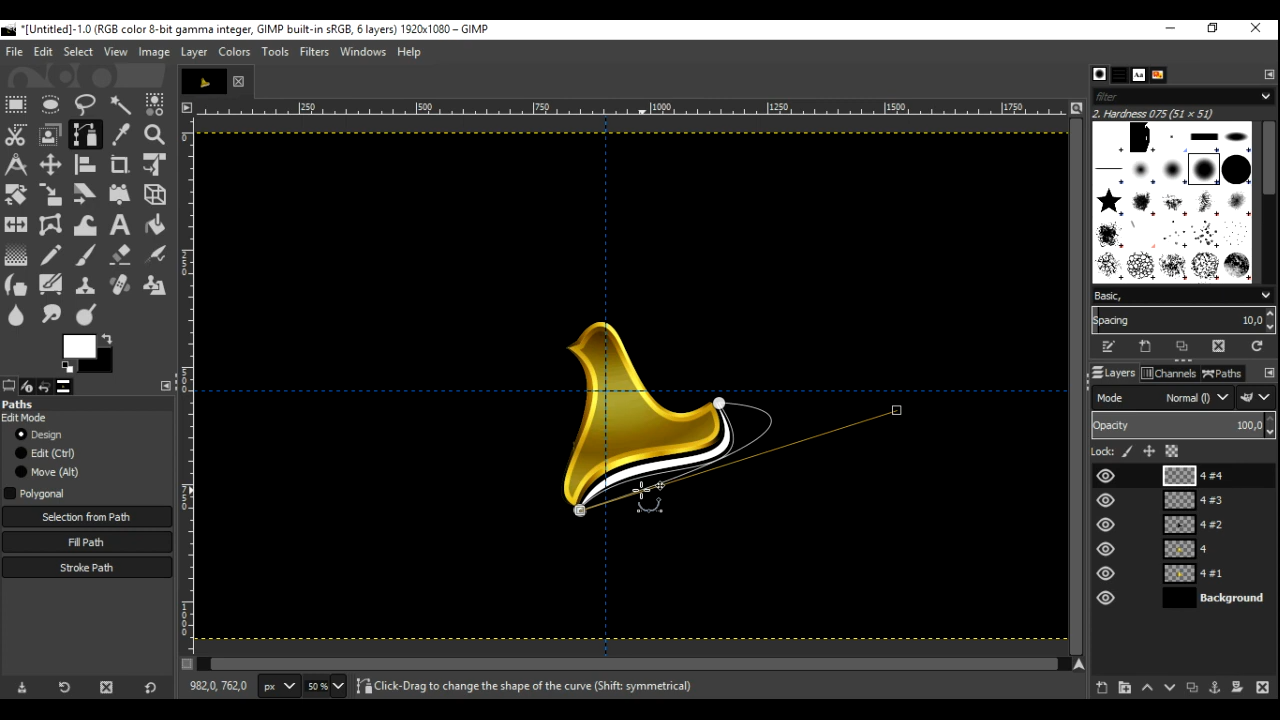 *[Untitled]-1.0 (RGB color 8-bit gamma integer, GIMP built-in sRGB, 6 layers) 1920x1080 – GIMP
File Edit Select View Image Layer Colors Tools Filters Windows Help
250 500 750 1000 1250 1500 1750
filter
2. Hardness 075 (51 × 51)
Basic,
Spacing 10,0
Paths
Edit Mode
Design
Edit (Ctrl)
Move (Alt)
Polygonal
Selection from Path
Fill Path
Stroke Path
Layers Channels Paths
Mode Normal (l)
Opacity 100,0
Lock:
4 #4
4 #3
4 #2
4
4 #1
Background
982,0, 762,0 px 50 % Click-Drag to change the shape of the curve (Shift: symmetrical)